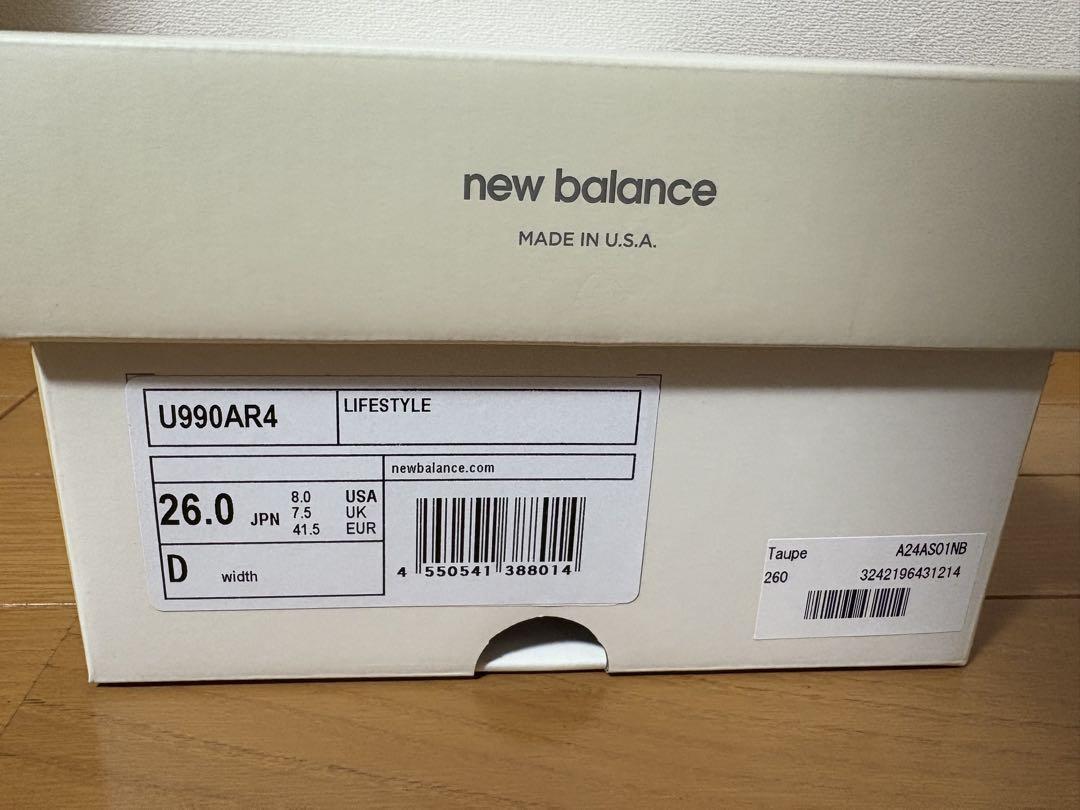 new balance
MADE IN U.S.A.
U990AR4
LIFESTYLE
newbalance.com
26.0 JPN
8.0 USA
7.5 UK
41.5 EUR
D width
4 550541 388014
Taupe A24AS01NB
260 3242196431214